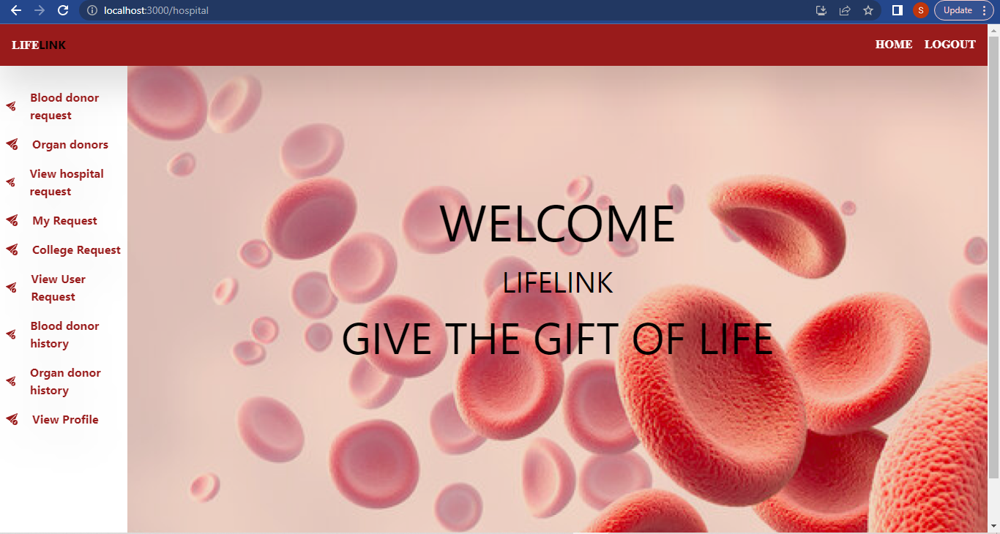 localhost:3000/hospital
S
Update
LIFELINK
HOME LOGOUT
Blood donor
request
Organ donors
View hospital
request
My Request
College Request
View User
Request
Blood donor
history
Organ donor
history
View Profile
WELCOME
LIFELINK
GIVE THE GIFT OF LIFE